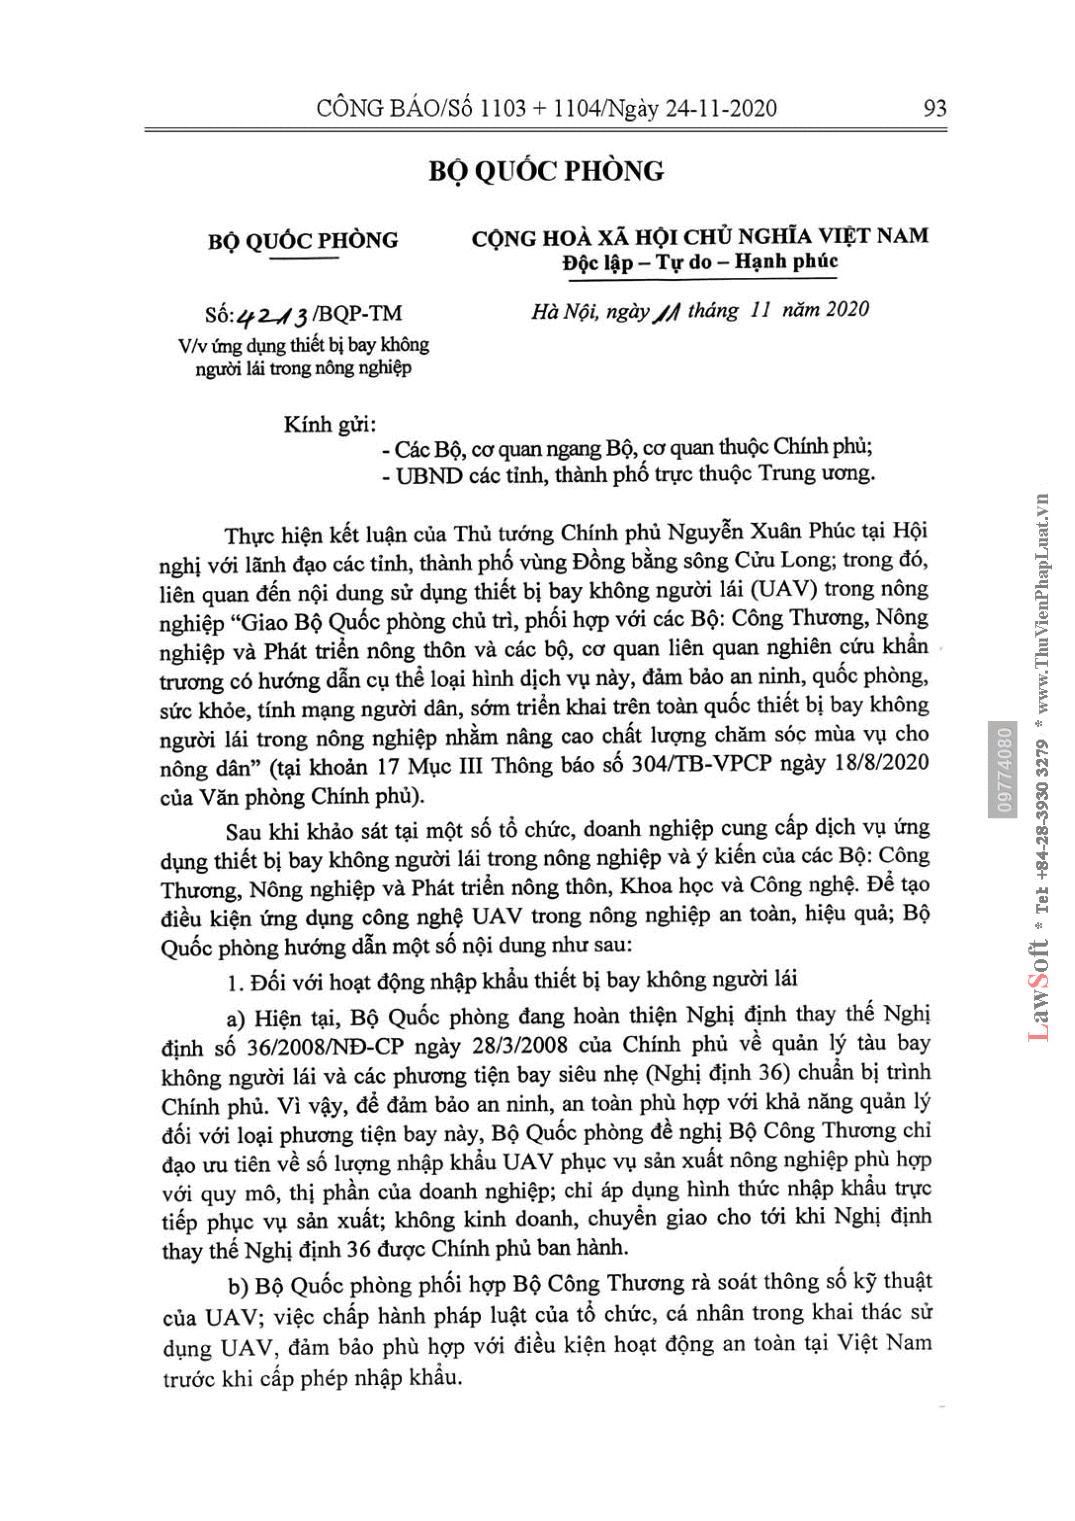 CÔNG BÁO/Số 1103 + 1104/Ngày 24-11-2020 93
BỘ QUỐC PHÒNG
BỘ QUỐC PHÒNG
CỘNG HOÀ XÃ HỘI CHỦ NGHĨA VIỆT NAM
Độc lập – Tự do – Hạnh phúc
Số:4213/BQP-TM
Hà Nội, ngày 11 tháng 11 năm 2020
V/v ứng dụng thiết bị bay không
người lái trong nông nghiệp
Kính gửi:
- Các Bộ, cơ quan ngang Bộ, cơ quan thuộc Chính phủ;
- UBND các tỉnh, thành phố trực thuộc Trung ương.
Thực hiện kết luận của Thủ tướng Chính phủ Nguyễn Xuân Phúc tại Hội
nghị với lãnh đạo các tỉnh, thành phố vùng Đồng bằng sông Cửu Long; trong đó,
liên quan đến nội dung sử dụng thiết bị bay không người lái (UAV) trong nông
nghiệp “Giao Bộ Quốc phòng chủ trì, phối hợp với các Bộ: Công Thương, Nông
nghiệp và Phát triển nông thôn và các bộ, cơ quan liên quan nghiên cứu khẩn
trương có hướng dẫn cụ thể loại hình dịch vụ này, đảm bảo an ninh, quốc phòng,
sức khỏe, tính mạng người dân, sớm triển khai trên toàn quốc thiết bị bay không
người lái trong nông nghiệp nhằm nâng cao chất lượng chăm sóc mùa vụ cho
nông dân” (tại khoản 17 Mục III Thông báo số 304/TB-VPCP ngày 18/8/2020
của Văn phòng Chính phủ).
Sau khi khảo sát tại một số tổ chức, doanh nghiệp cung cấp dịch vụ ứng
dụng thiết bị bay không người lái trong nông nghiệp và ý kiến của các Bộ: Công
Thương, Nông nghiệp và Phát triển nông thôn, Khoa học và Công nghệ. Để tạo
điều kiện ứng dụng công nghệ UAV trong nông nghiệp an toàn, hiệu quả; Bộ
Quốc phòng hướng dẫn một số nội dung như sau:
1. Đối với hoạt động nhập khẩu thiết bị bay không người lái
a) Hiện tại, Bộ Quốc phòng đang hoàn thiện Nghị định thay thế Nghị
định số 36/2008/NĐ-CP ngày 28/3/2008 của Chính phủ về quản lý tàu bay
không người lái và các phương tiện bay siêu nhẹ (Nghị định 36) chuẩn bị trình
Chính phủ. Vì vậy, để đảm bảo an ninh, an toàn phù hợp với khả năng quản lý
đối với loại phương tiện bay này, Bộ Quốc phòng đề nghị Bộ Công Thương chỉ
đạo ưu tiên về số lượng nhập khẩu UAV phục vụ sản xuất nông nghiệp phù hợp
với quy mô, thị phần của doanh nghiệp; chỉ áp dụng hình thức nhập khẩu trực
tiếp phục vụ sản xuất; không kinh doanh, chuyển giao cho tới khi Nghị định
thay thế Nghị định 36 được Chính phủ ban hành.
b) Bộ Quốc phòng phối hợp Bộ Công Thương rà soát thông số kỹ thuật
của UAV; việc chấp hành pháp luật của tổ chức, cá nhân trong khai thác sử
dụng UAV, đảm bảo phù hợp với điều kiện hoạt động an toàn tại Việt Nam
trước khi cấp phép nhập khẩu.
09774080
LawSoft * Tel: +84-28-3930 3279 * www.ThuVienPhapLuat.vn